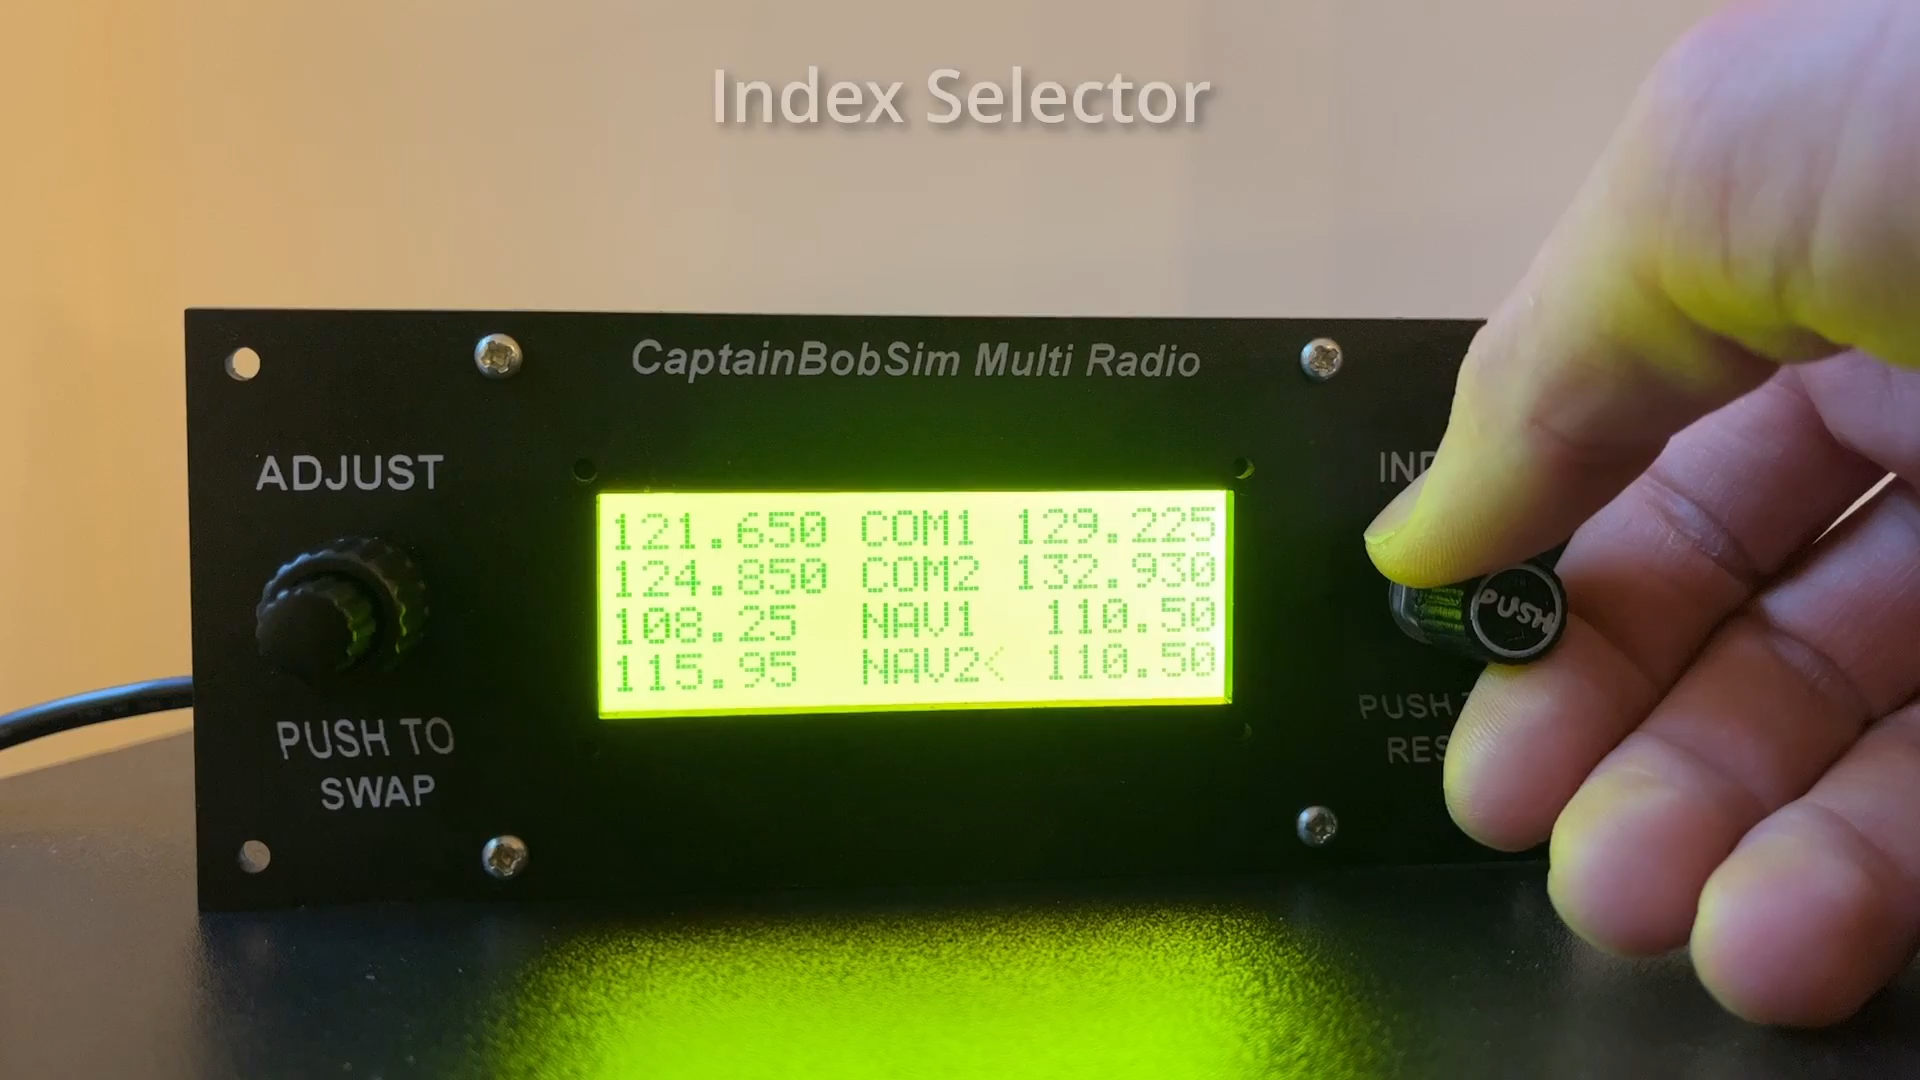 Index Selector
CaptainBobSim Multi Radio
ADJUST
121.650 COM1 129.225
124.850 COM2 132.930
108.25 NAV1 110.50
115.95 NAV2< 110.50
PUSH
PUSH TO
SWAP
PUSH